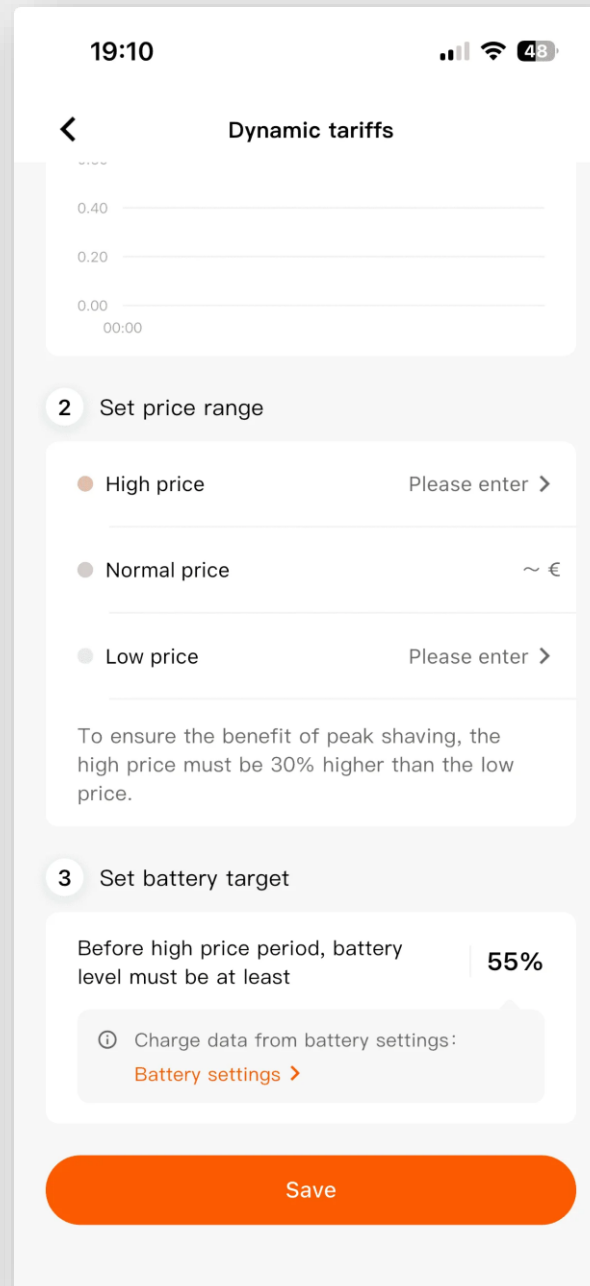 19:10
48
Dynamic tariffs
0.40
0.20
0.00
00:00
2 Set price range
High price Please enter
Normal price ~ €
Low price Please enter
To ensure the benefit of peak shaving, the
high price must be 30% higher than the low
price.
3 Set battery target
Before high price period, battery
level must be at least
55%
Charge data from battery settings:
Battery settings
Save